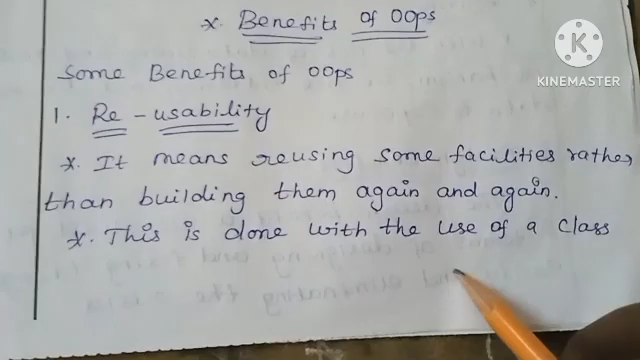 x. Benefits of OOPs
KINEMASTER
Some Benefits of OOPs
1. Re-usability
x. It means reusing some facilities rather
than building them again and again.
x. This is done with the use of a class